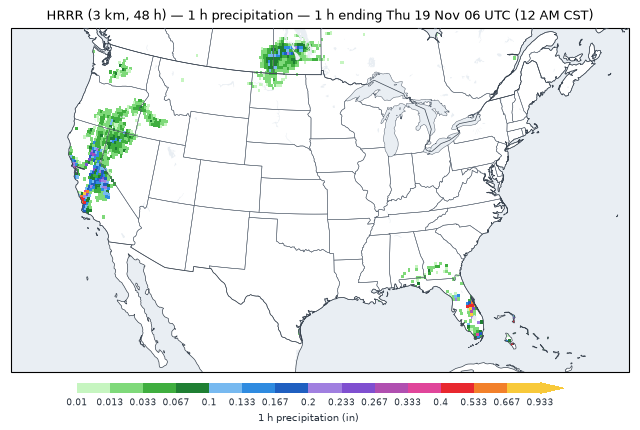 HRRR (3 km, 48 h) — 1 h precipitation — 1 h ending Thu 19 Nov 06 UTC (12 AM CST)
0.01 0.013 0.033 0.067 0.1 0.133 0.167 0.2 0.233 0.267 0.333 0.4 0.533 0.667 0.933
1 h precipitation (in)